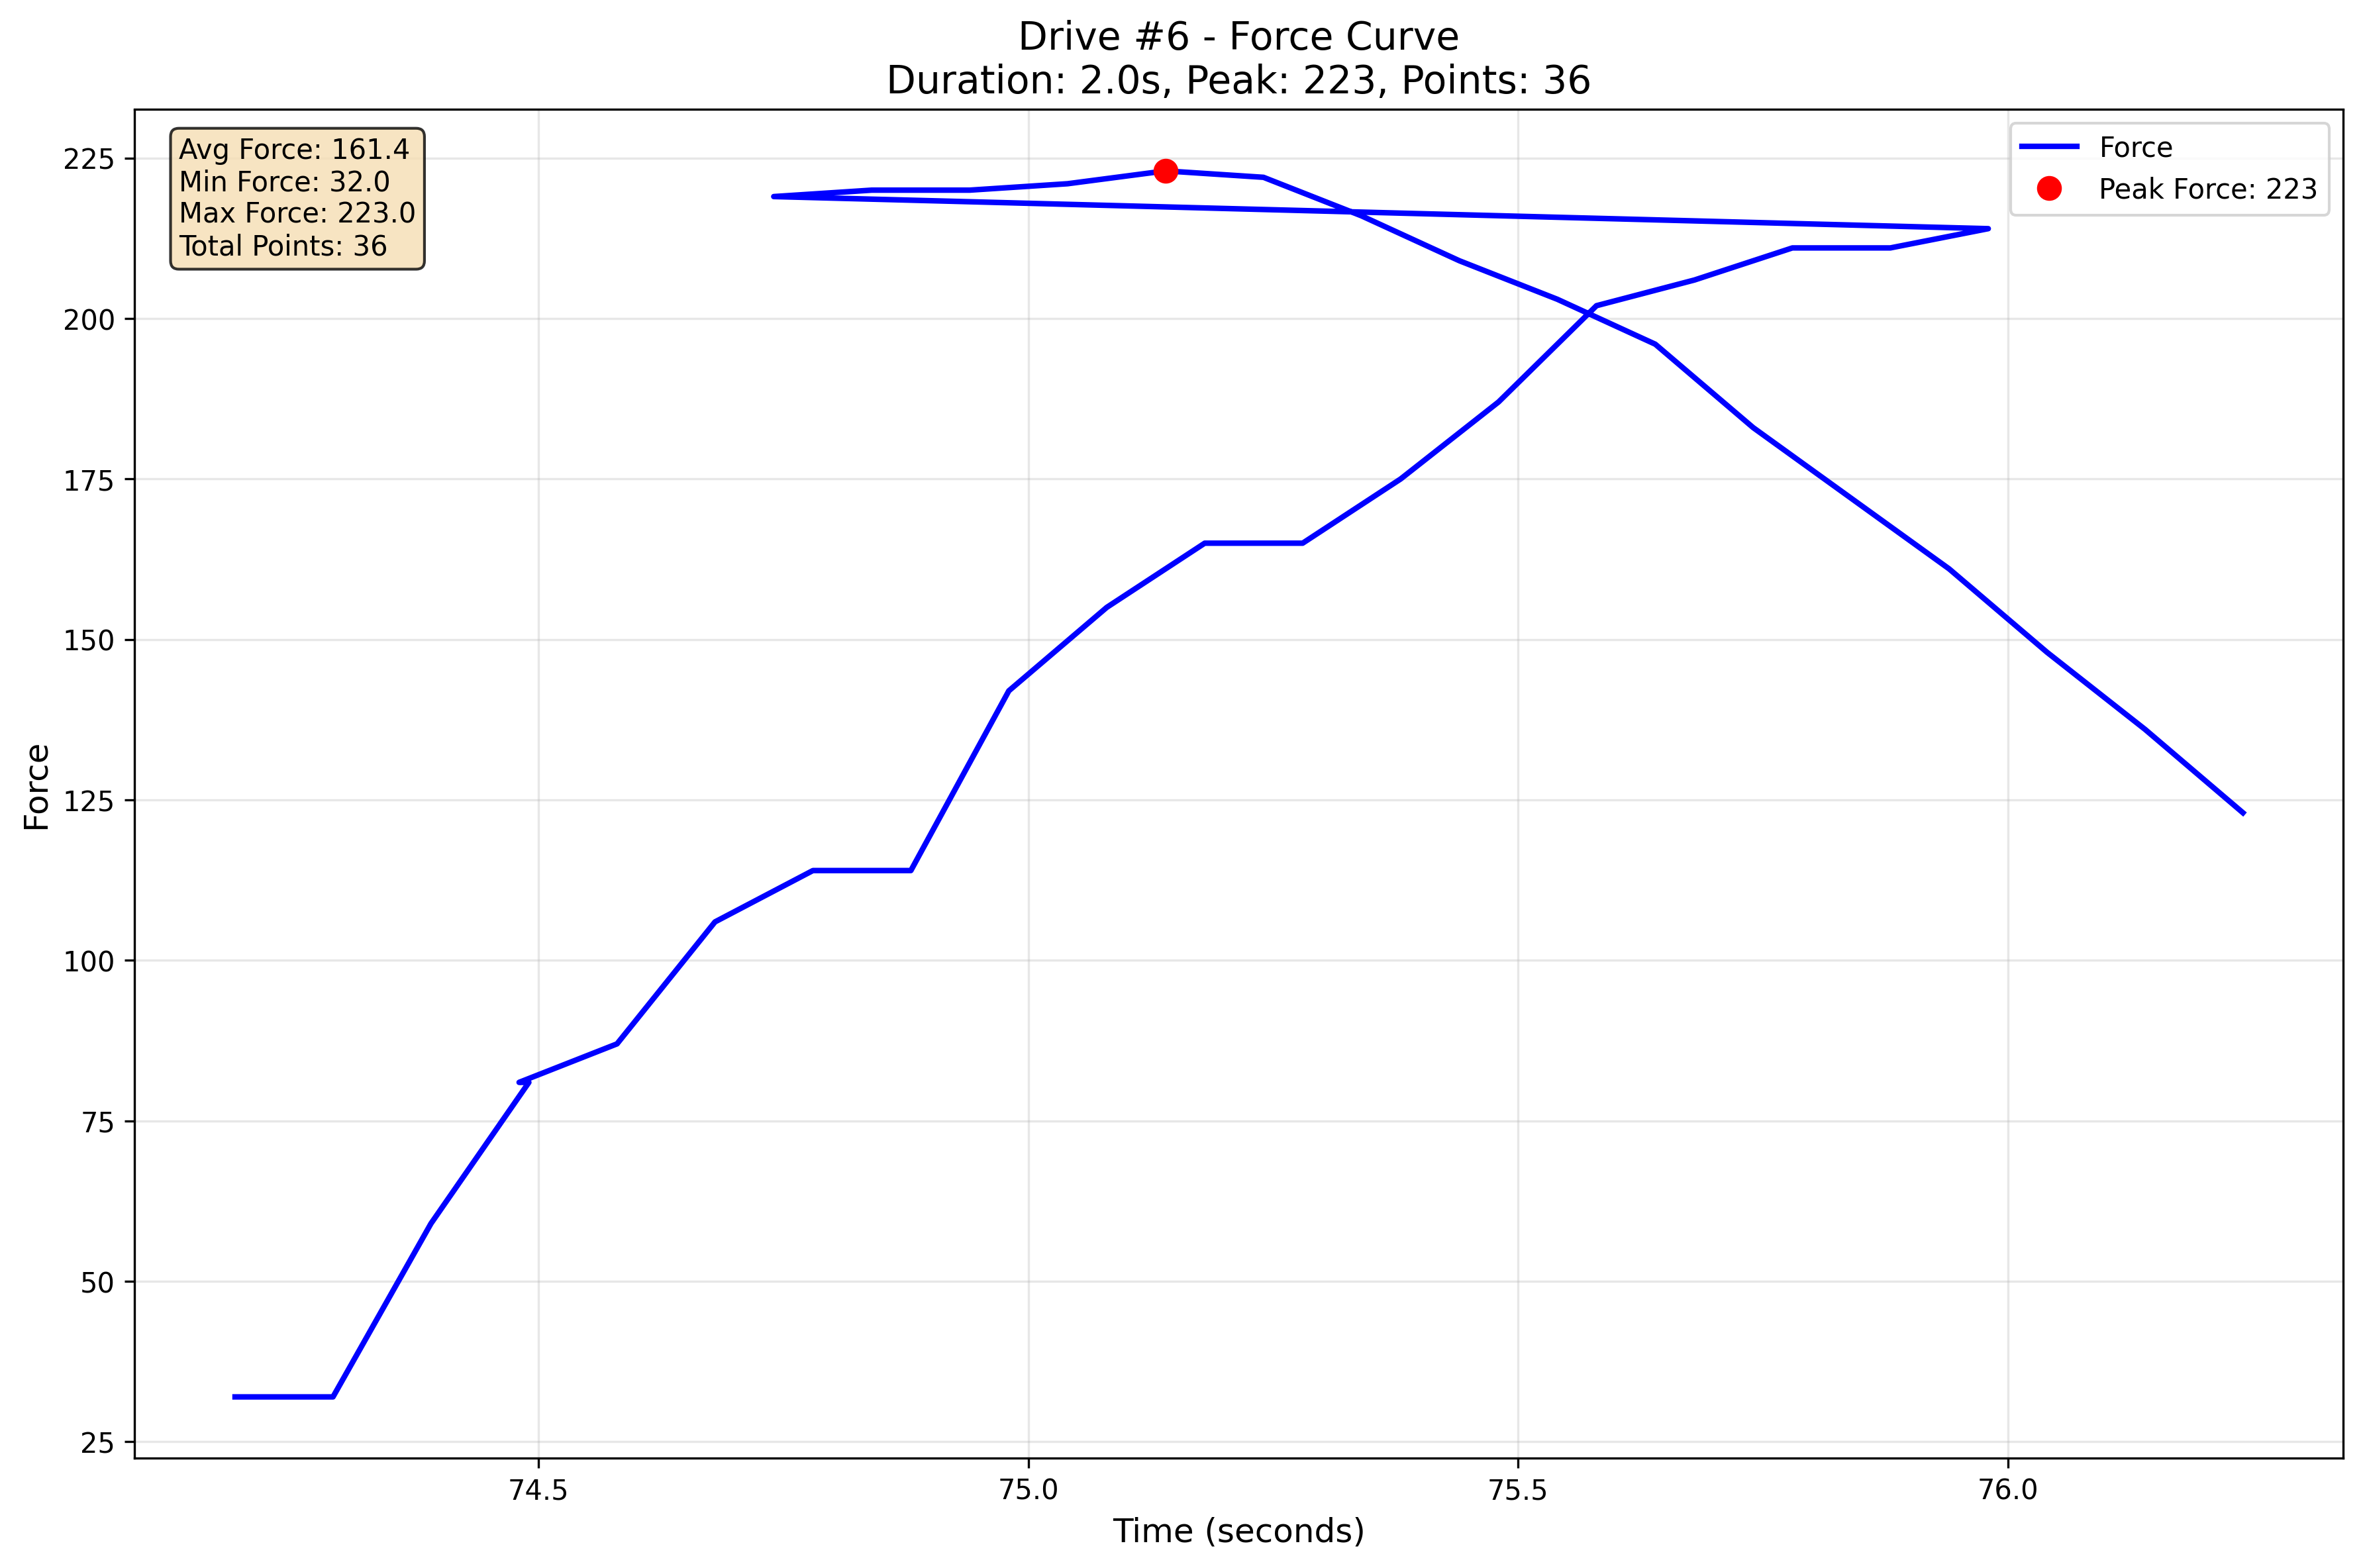 Drive #6 - Force Curve
Duration: 2.0s, Peak: 223, Points: 36
Avg Force: 161.4
Min Force: 32.0
Max Force: 223.0
Total Points: 36
Force
Peak Force: 223
225
200
175
150
125
100
75
50
25
Force
74.5
75.0
75.5
76.0
Time (seconds)